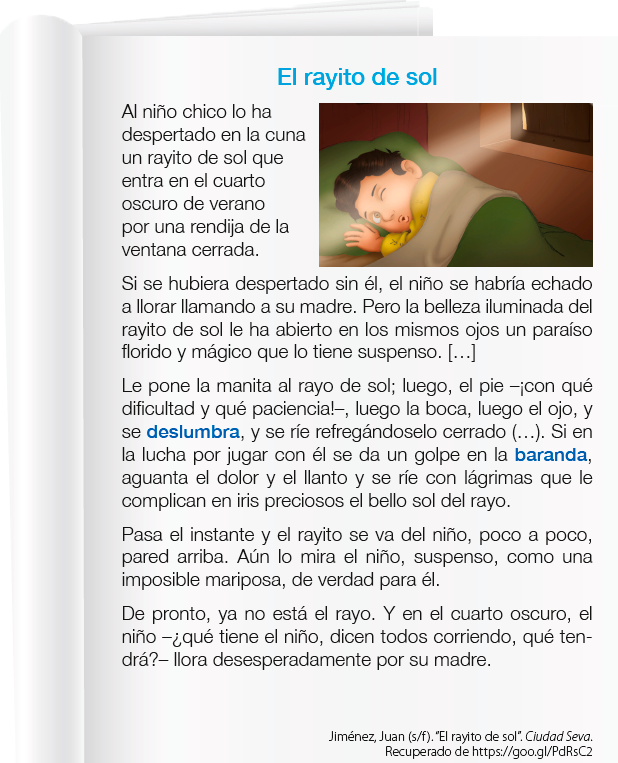 El rayito de sol
Al niño chico lo ha
despertado en la cuna
un rayito de sol que
entra en el cuarto
oscuro de verano
por una rendija de la
ventana cerrada.
Si se hubiera despertado sin él, el niño se habría echado
a llorar llamando a su madre. Pero la belleza iluminada del
rayito de sol le ha abierto en los mismos ojos un paraíso
florido y mágico que lo tiene suspenso. […]
Le pone la manita al rayo de sol; luego, el pie –¡con qué
dificultad y qué paciencia!–, luego la boca, luego el ojo, y
se deslumbra, y se ríe refregándoselo cerrado (…). Si en
la lucha por jugar con él se da un golpe en la baranda,
aguanta el dolor y el llanto y se ríe con lágrimas que le
complican en iris preciosos el bello sol del rayo.
Pasa el instante y el rayito se va del niño, poco a poco,
pared arriba. Aún lo mira el niño, suspenso, como una
imposible mariposa, de verdad para él.
De pronto, ya no está el rayo. Y en el cuarto oscuro, el
niño –¿qué tiene el niño, dicen todos corriendo, qué ten-
drá?– llora desesperadamente por su madre.
Jiménez, Juan (s/f). “El rayito de sol”. Ciudad Seva.
Recuperado de https://goo.gl/PdRsC2